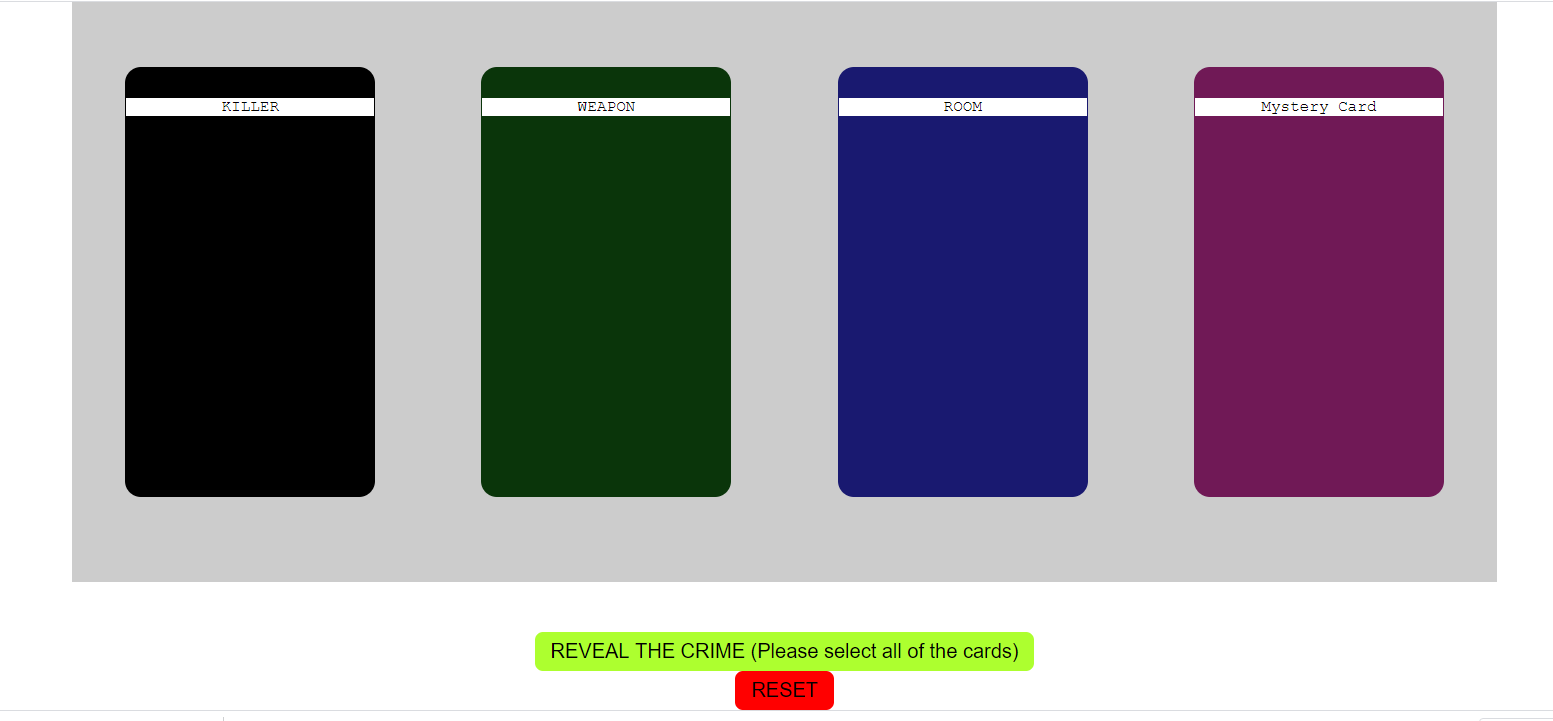 KILLER
WEAPON
ROOM
Mystery Card
REVEAL THE CRIME (Please select all of the cards)
RESET